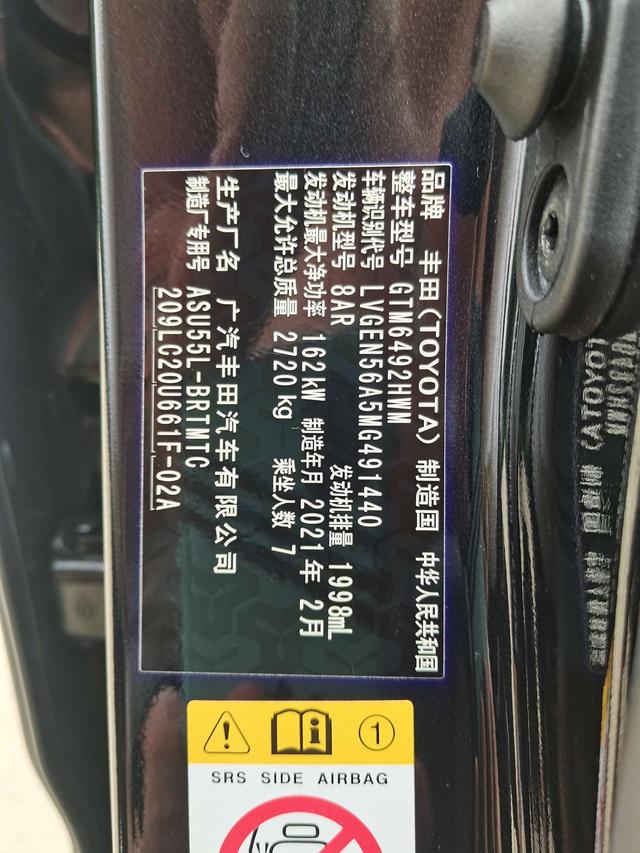 品牌 丰田(TOYOTA) 制造国 中华人民共和国
整车型号 GTM6492HWM
车辆识别代号 LVGEN56A5MG491440
发动机型号 8AR 发动机排量 1998mL
发动机最大净功率 162kW 制造年月 2021年 2月
最大允许总质量 2720kg 乘坐人数 7
生产厂名 广汽丰田汽车有限公司
制造厂专用号 ASU55L-BRTMTC
209LC20U661F-02A
1
SRS SIDE AIRBAG